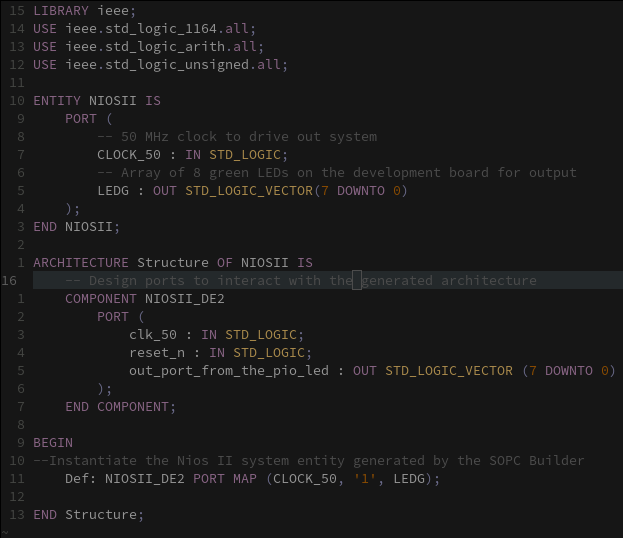 15 LIBRARY ieee;
14 USE ieee.std_logic_1164.all;
13 USE ieee.std_logic_arith.all;
12 USE ieee.std_logic_unsigned.all;
11
10 ENTITY NIOSII IS
9     PORT (
8         -- 50 MHz clock to drive out system
7         CLOCK_50 : IN STD_LOGIC;
6         -- Array of 8 green LEDs on the development board for output
5         LEDG : OUT STD_LOGIC_VECTOR(7 DOWNTO 0)
4     );
3 END NIOSII;
2
1 ARCHITECTURE Structure OF NIOSII IS
16     -- Design ports to interact with the generated architecture
1     COMPONENT NIOSII_DE2
2         PORT (
3             clk_50 : IN STD_LOGIC;
4             reset_n : IN STD_LOGIC;
5             out_port_from_the_pio_led : OUT STD_LOGIC_VECTOR (7 DOWNTO 0)
6         );
7     END COMPONENT;
8
9 BEGIN
10 --Instantiate the Nios II system entity generated by the SOPC Builder
11     Def: NIOSII_DE2 PORT MAP (CLOCK_50, '1', LEDG);
12
13 END Structure;
~